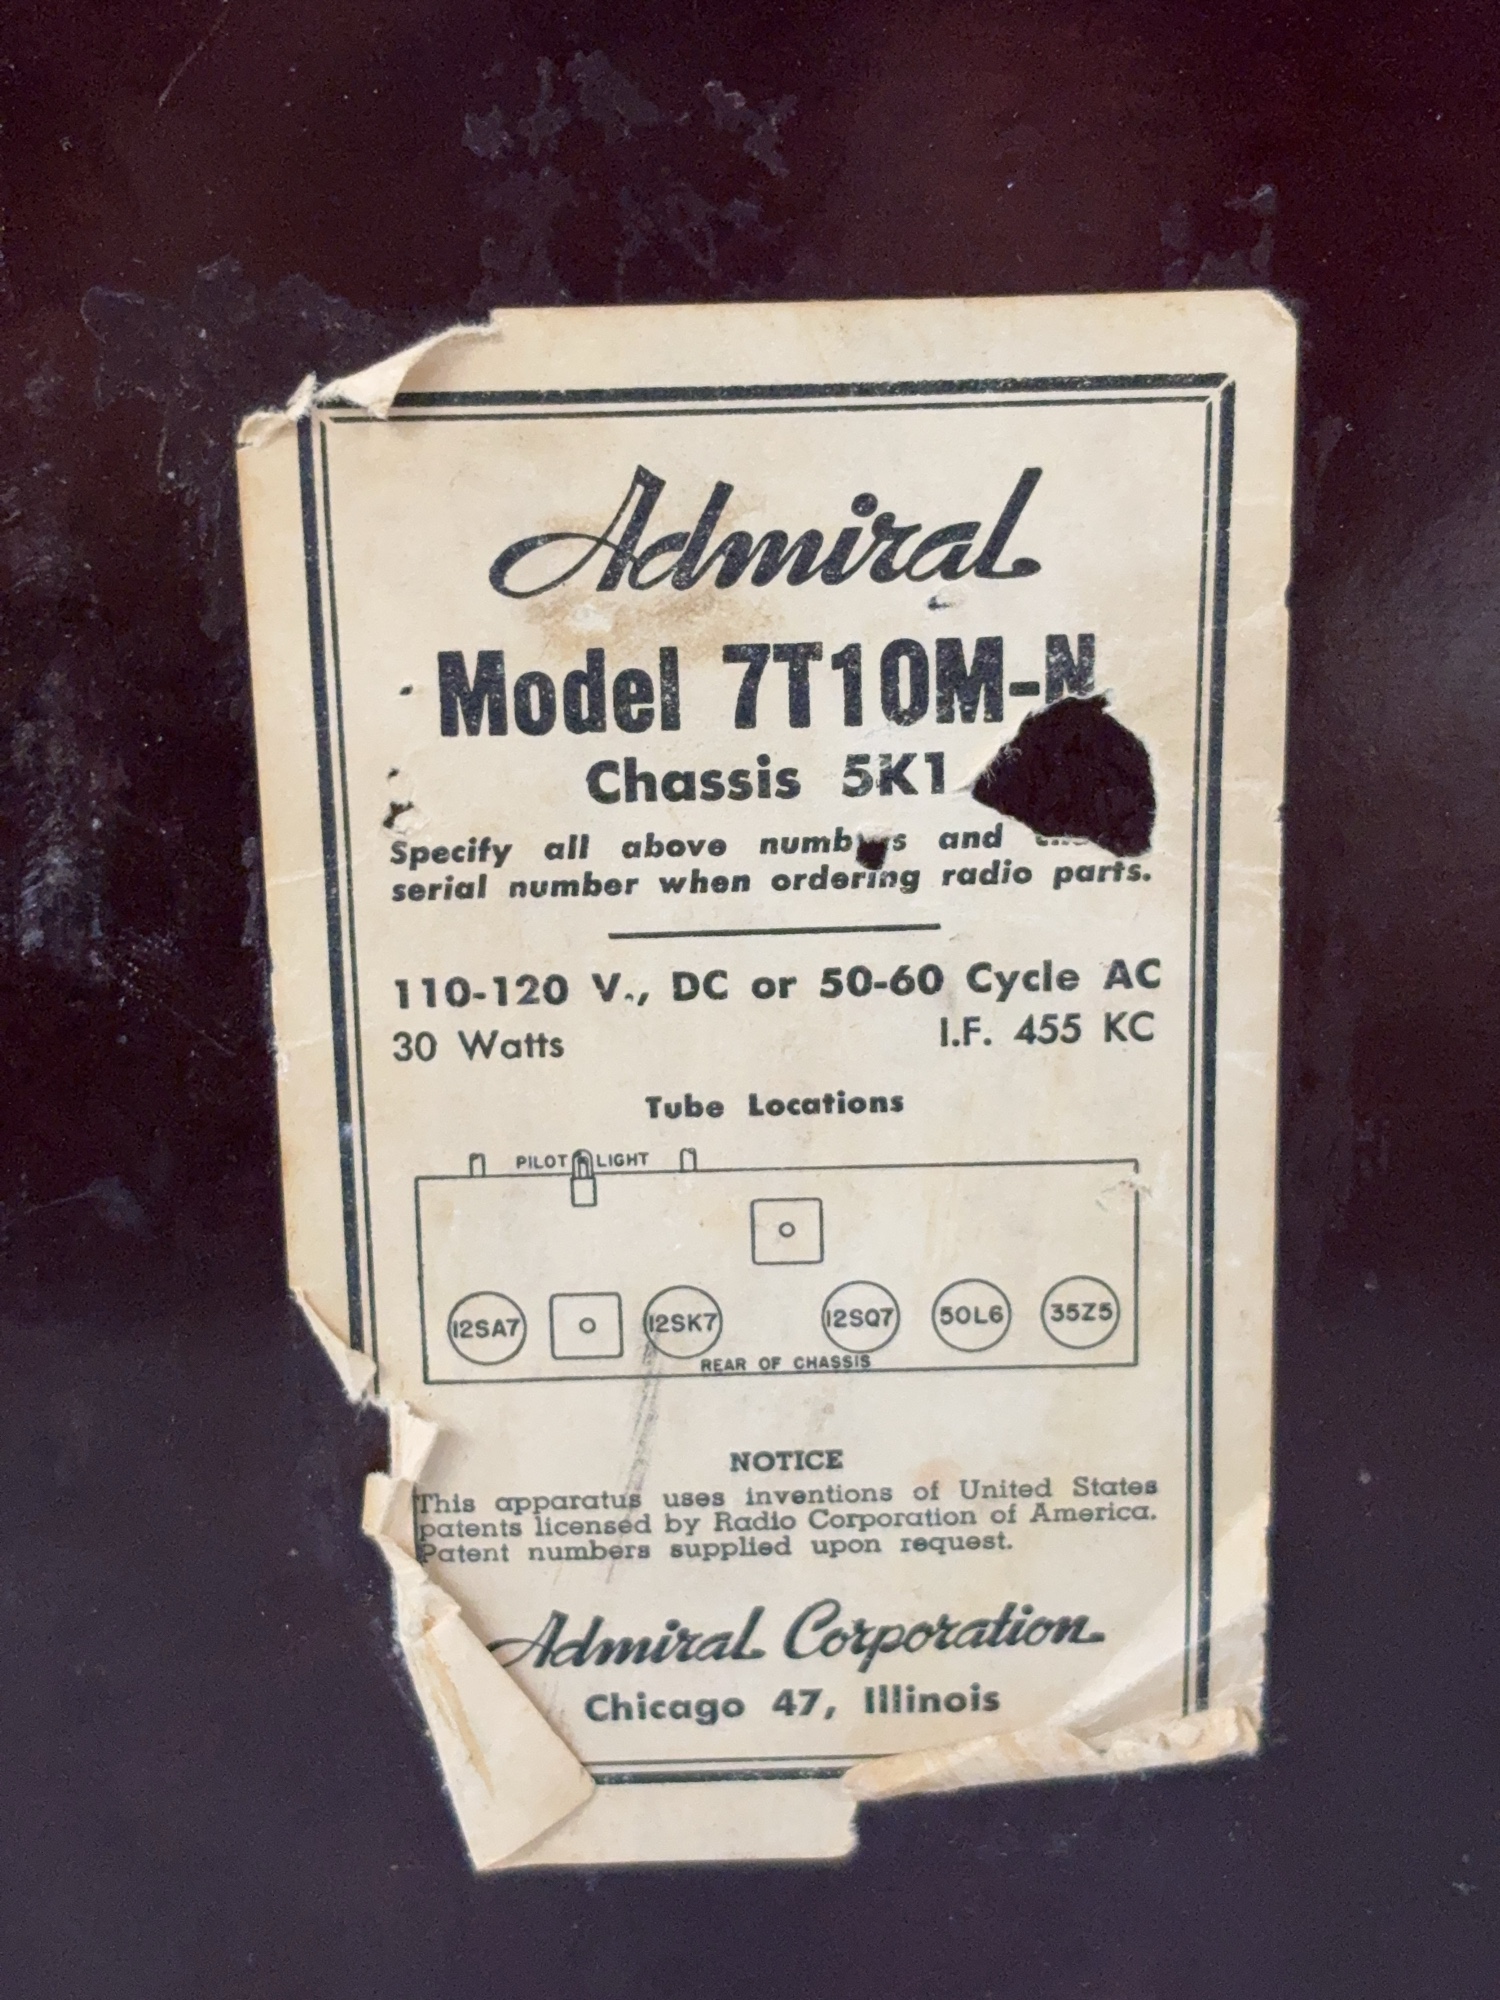 Admiral
Model 7T10M-N
Chassis 5K1
Specify all above and
serial number when ordering radio parts.
110-120 V., DC or 50-60 Cycle AC
30 Watts I.F. 455 KC
Tube Locations
PILOT LIGHT
12SA7 12SK7 12SQ7 50L6 35Z5
REAR OF CHASSIS
NOTICE
This apparatus uses inventions of United States
patents licensed by Radio Corporation of America.
Patent numbers supplied upon request.
Admiral Corporation
Chicago 47, Illinois